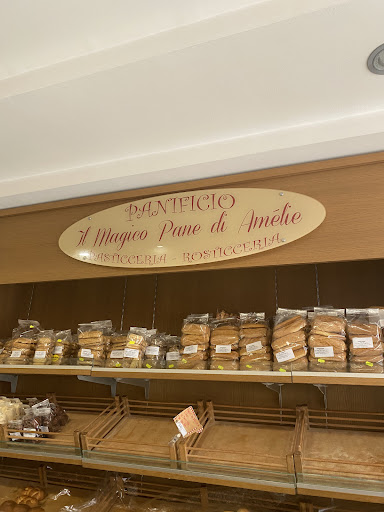 PANIFICIO
il Magico Pane di Amélie
PASTICCERIA - ROSTICCERIA